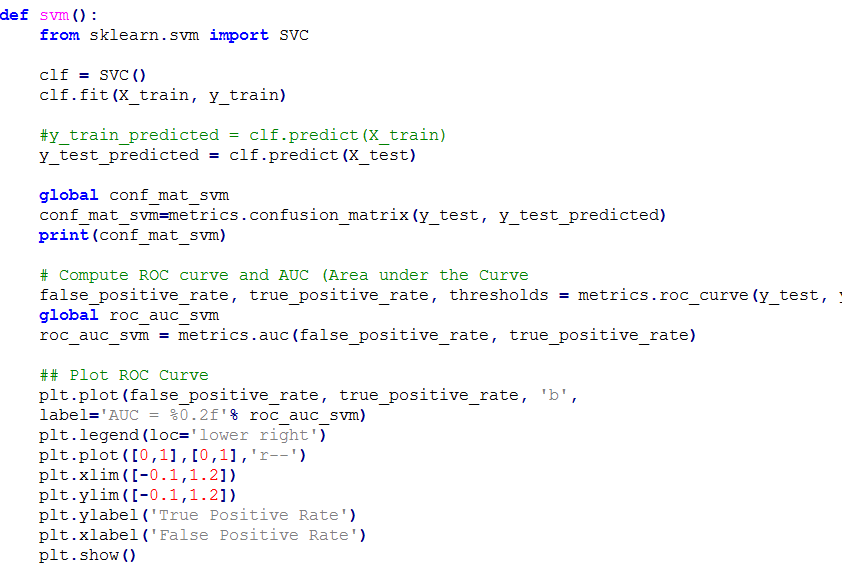 def svm():
    from sklearn.svm import SVC

    clf = SVC()
    clf.fit(X_train, y_train)

    #y_train_predicted = clf.predict(X_train)
    y_test_predicted = clf.predict(X_test)

    global conf_mat_svm
    conf_mat_svm=metrics.confusion_matrix(y_test, y_test_predicted)
    print(conf_mat_svm)

    # Compute ROC curve and AUC (Area under the Curve
    false_positive_rate, true_positive_rate, thresholds = metrics.roc_curve(y_test,
    global roc_auc_svm
    roc_auc_svm = metrics.auc(false_positive_rate, true_positive_rate)

    ## Plot ROC Curve
    plt.plot(false_positive_rate, true_positive_rate, 'b',
    label='AUC = %0.2f'% roc_auc_svm)
    plt.legend(loc='lower right')
    plt.plot([0,1],[0,1],'r--')
    plt.xlim([-0.1,1.2])
    plt.ylim([-0.1,1.2])
    plt.ylabel('True Positive Rate')
    plt.xlabel('False Positive Rate')
    plt.show()